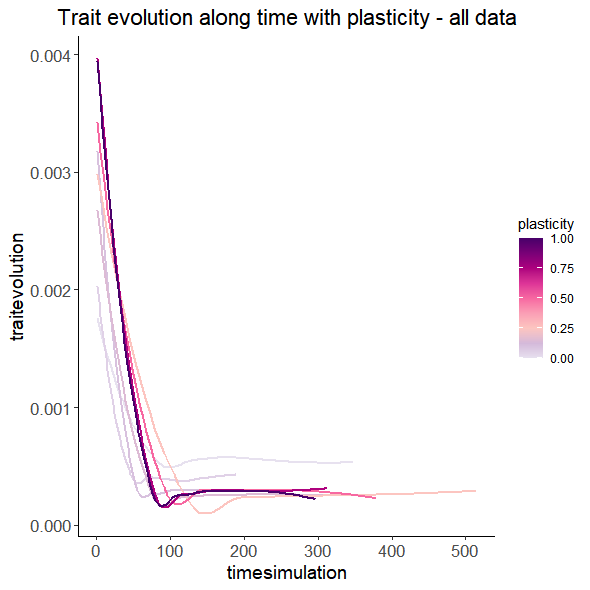 Trait evolution along time with plasticity - all data
0.004
0.003
0.002
0.001
0.000
traitevolution
0 100 200 300 400 500
timesimulation
plasticity
1.00
0.75
0.50
0.25
0.00